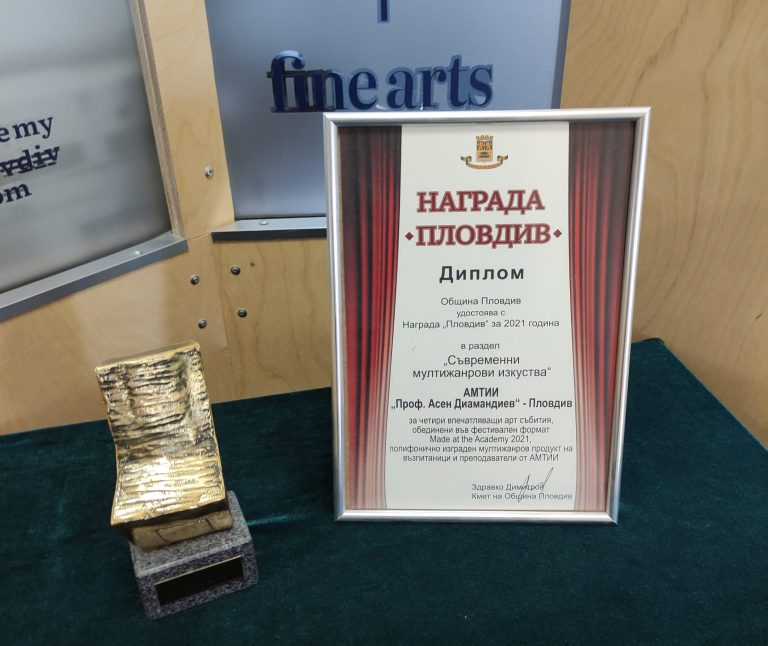 fine arts
emy
vdiv
om
НАГРАДА
ПЛОВДИВ
Диплом
Община Пловдив
удостоява с
Награда „Пловдив“ за 2021 година
в раздел
„Съвременни
мултижанрови изкуства“
АМТИИ
„Проф. Асен Диамандиев“ - Пловдив
за четири впечатляващи арт събития,
обединени във фестивален формат
Made at the Academy 2021,
полифонично изграден мултижанров продукт на
възпитаници и преподаватели от АМТИИ
Здравко Димитров
Кмет на Община Пловдив